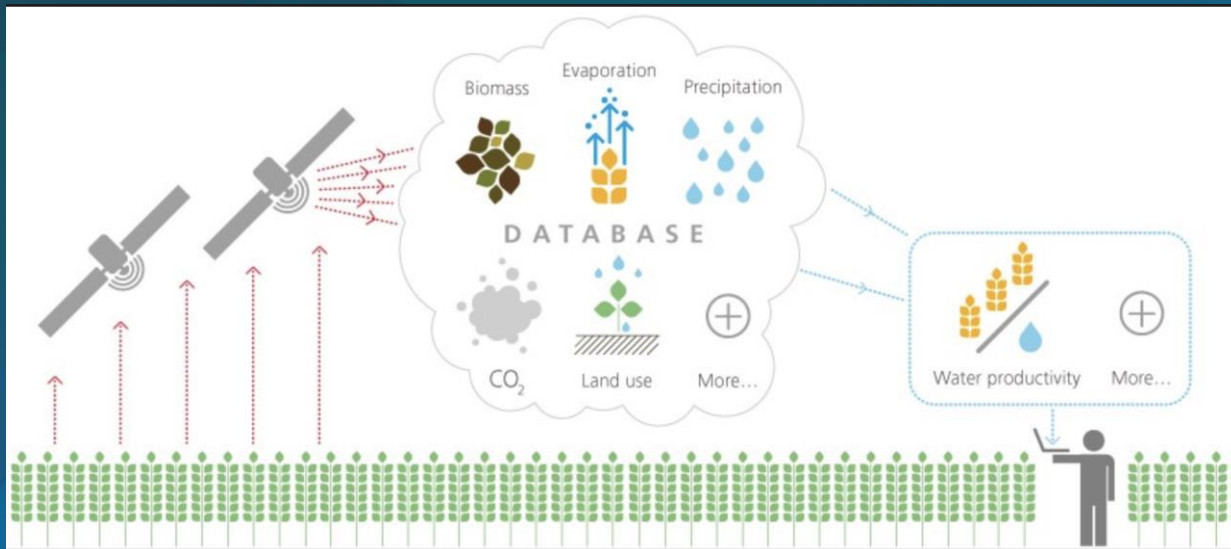 Biomass
Evaporation
Precipitation
DATABASE
CO₂
Land use
More...
Water productivity
More...